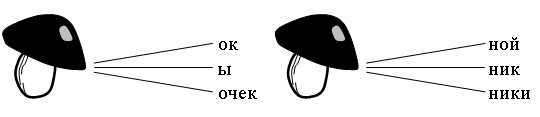 ок ной
ы ник
очек ники